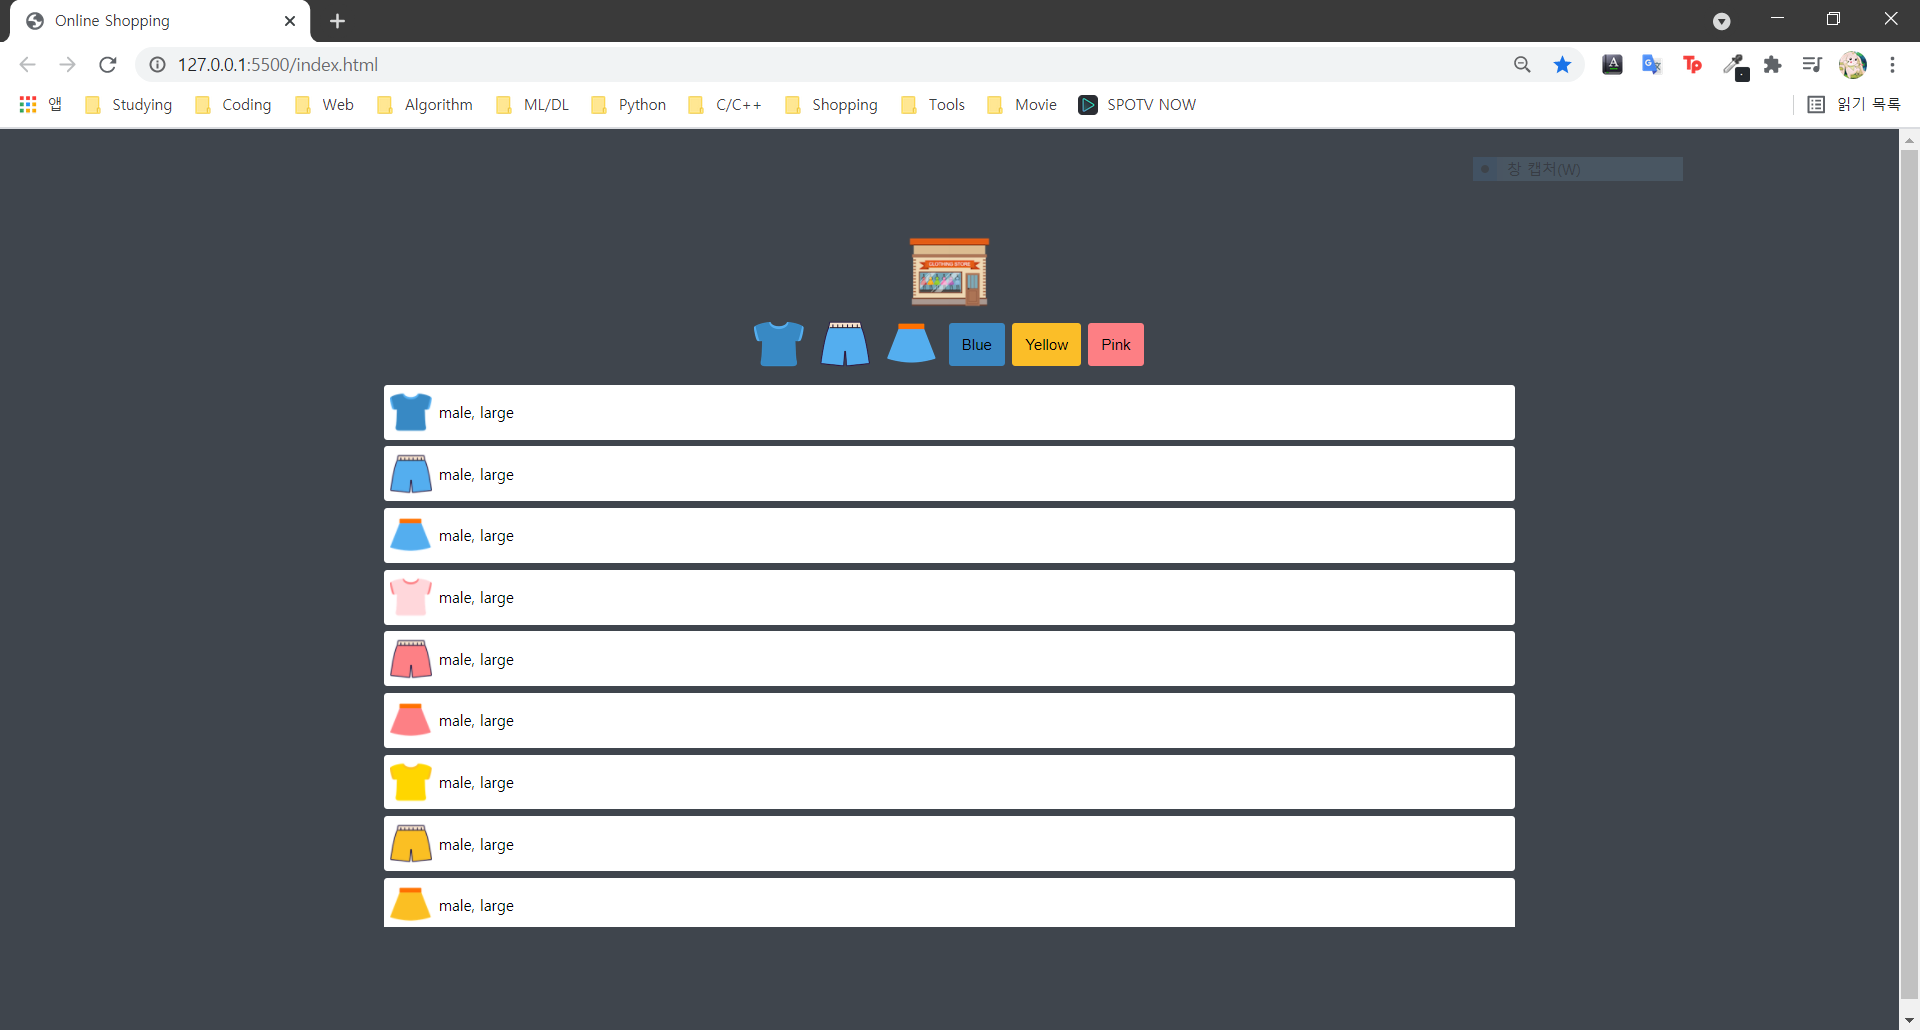 Online Shopping
127.0.0.1:5500/index.html
앱 Studying Coding Web Algorithm ML/DL Python C/C++ Shopping Tools Movie SPOTV NOW 읽기 목록
창 캡처(W)
CLOTHING STORE
Blue Yellow Pink
male, large
male, large
male, large
male, large
male, large
male, large
male, large
male, large
male, large